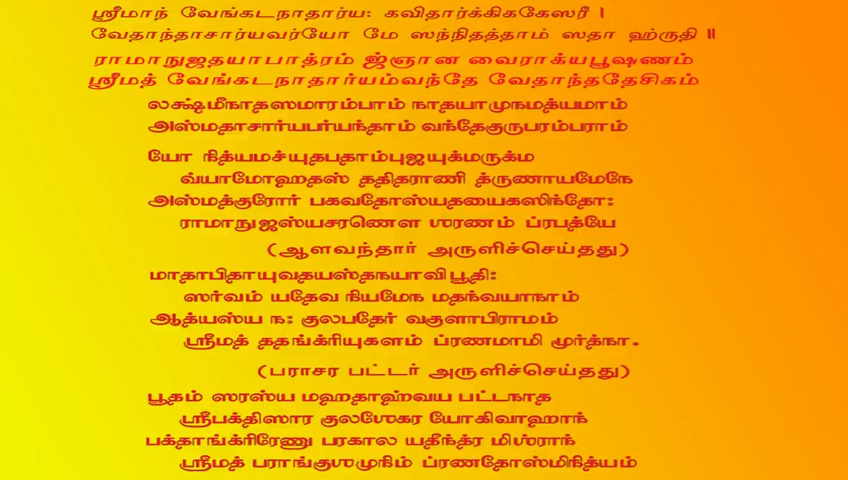 ஸ்ரீமாந் வேங்கடநாதார்ய: கவிதார்க்கிககேஸரீ |
வேதாந்தாசார்யவர்யோ மே ஸந்நிதத்தாம் ஸதா ஹ்ருதி ||
ராமாநுஜதயாபாத்ரம் ஜ்ஞான வைராக்யபூஷணம்
ஸ்ரீமத் வேங்கடநாதார்யம்வந்தே வேதாந்ததேசிகம்
லக்ஷ்மீநாதஸமாரம்பாம் நாதயாமுநமத்யமாம்
அஸ்மதாசார்யபர்யந்தாம் வந்தேகுருபரம்பராம்
யோ நித்யமச்யுதபதாம்புஜயுக்மருக்ம
வ்யாமோஹதஸ் ததிதராணி த்ருணாயமேநே
அஸ்மத்குரோர் பகவதோஸ்யதயைகஸிந்தோ:
ராமாநுஜஸ்யசரணௌ ஶரணம் ப்ரபத்யே
(ஆளவந்தார் அருளிச்செய்தது)
மாதாபிதாயுவதயஸ்தநயாவிபூதி:
ஸர்வம் யதேவ நியமேந மதந்வயாநாம்
ஆத்யஸ்ய ந: குலபதேர் வகுளாபிராமம்
ஸ்ரீமத் ததங்க்ரியுகளம் ப்ரணமாமி மூர்த்நா.
(பராசர பட்டர் அருளிச்செய்தது)
பூதம் ஸரஸ்ய மஹதாஹ்வய பட்டநாத
ஸ்ரீபக்திஸார குலஶேகர யோகிவாஹாந்
பக்தாங்க்ரிரேணு பரகால யதீந்த்ர மிஶ்ராந்
ஸ்ரீமத் பராங்குஶமுநிம் ப்ரணதோஸ்மிநித்யம்